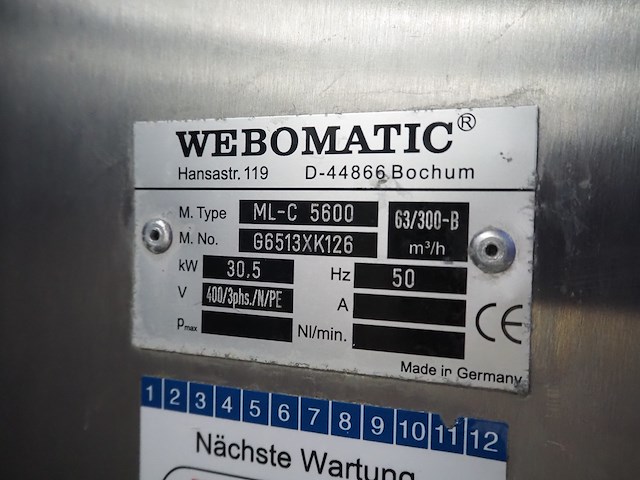 WEBOMATIC®
Hansastr. 119 D-44866 Bochum
M. Type ML-C 5600 63/300-B
M. No. G6513XK126 m³/h
kW 30,5 Hz 50
V 400/3phs./N/PE A
Pmax Nl/min. CE
Made in Germany
1 2 3 4 5 6 7 8 9 10 11 12
Nächste Wartung